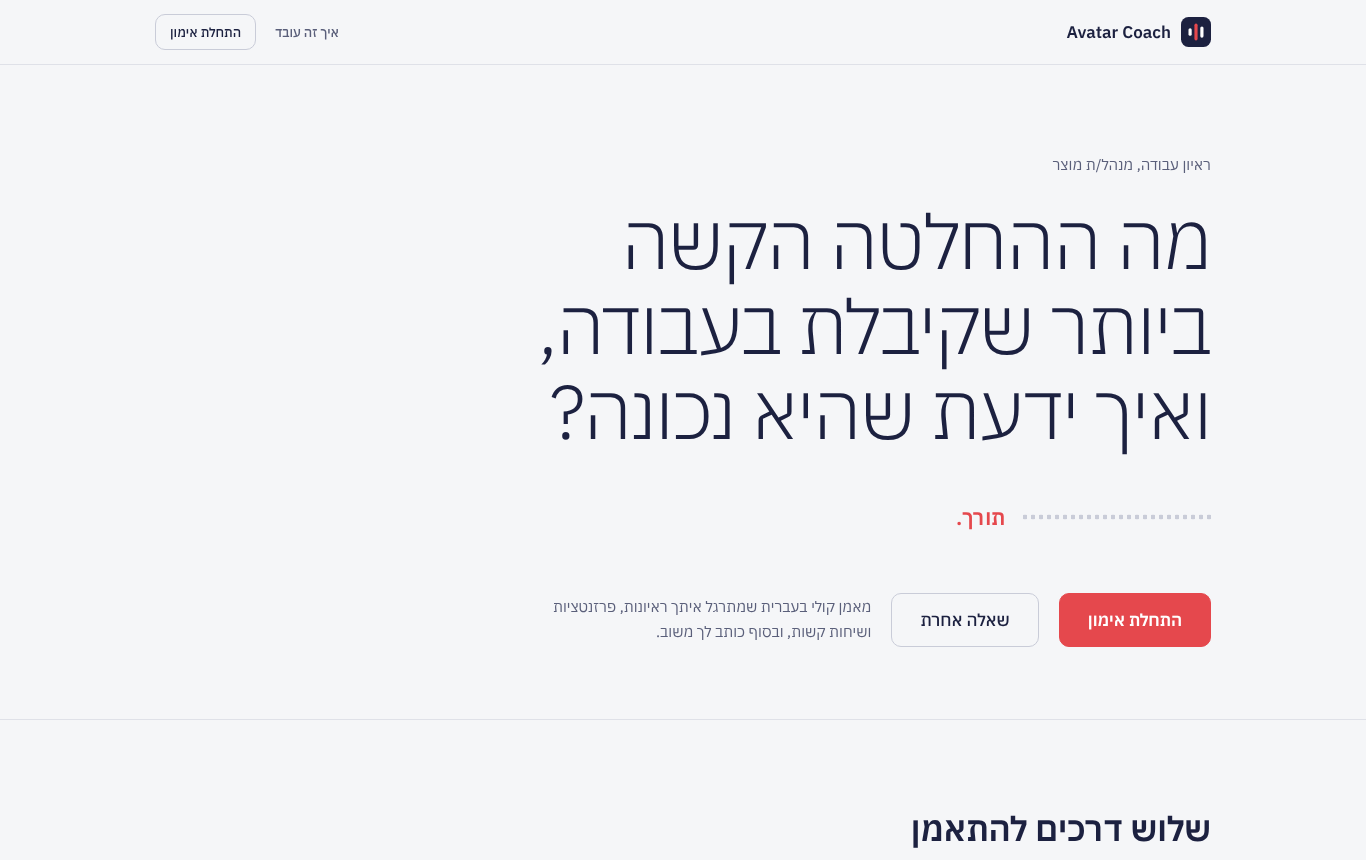 Avatar Coach
איך זה עובד
התחלת אימון
ראיון עבודה, מנהל/ת מוצר
מה ההחלטה הקשה
ביותר שקיבלת בעבודה,
ואיך ידעת שהיא נכונה?
תורך.
התחלת אימון
שאלה אחרת
מאמן קולי בעברית שמתרגל איתך ראיונות, פרזנטציות
ושיחות קשות, ובסוף כותב לך משוב.
שלוש דרכים להתאמן